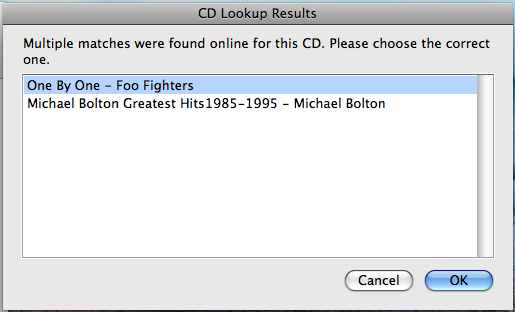 CD Lookup Results
Multiple matches were found online for this CD. Please choose the correct
one.
One By One – Foo Fighters
Michael Bolton Greatest Hits1985-1995 – Michael Bolton
Cancel
OK